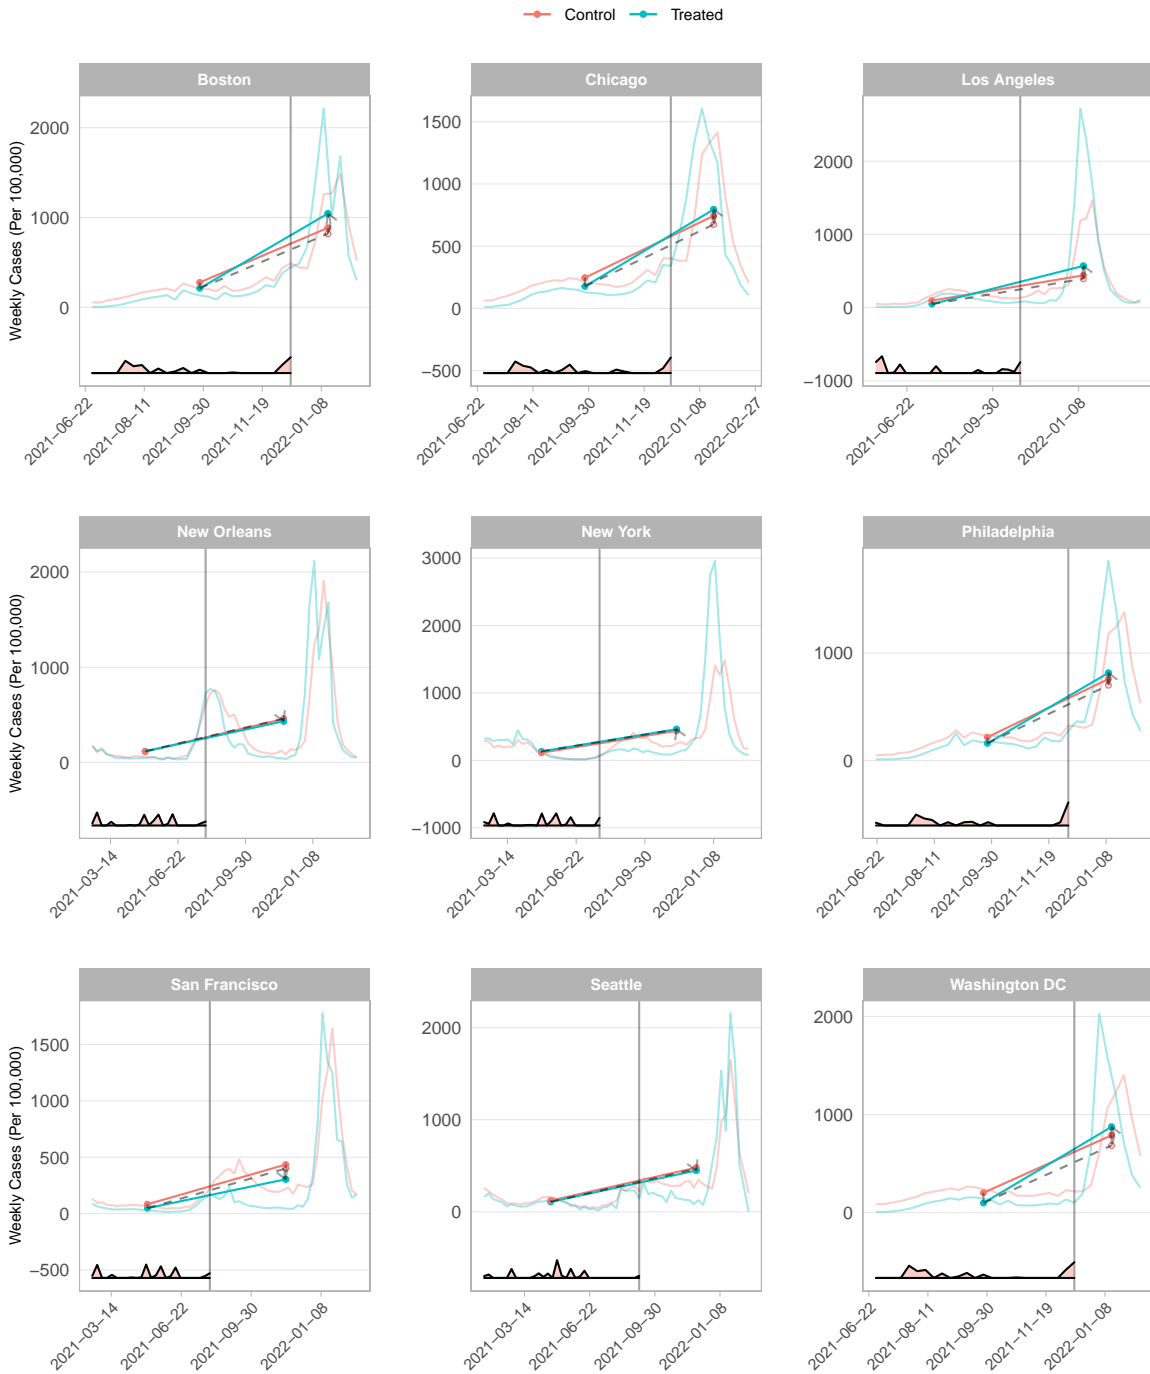 Control Treated
Boston Chicago Los Angeles
Weekly Cases (Per 100,000)
2000
1000
0
2021−06−22 2021−08−11 2021−09−30 2021−11−19 2022−01−08
1500
1000
500
0
−500
2021−06−22 2021−08−11 2021−09−30 2021−11−19 2022−01−08 2022−02−27
2000
1000
0
−1000
2021−06−22 2021−09−30 2022−01−08
New Orleans New York Philadelphia
Weekly Cases (Per 100,000)
2000
1000
0
2021−03−14 2021−06−22 2021−09−30 2022−01−08
3000
2000
1000
0
−1000
2021−03−14 2021−06−22 2021−09−30 2022−01−08
1000
0
2021−06−22 2021−08−11 2021−09−30 2021−11−19 2022−01−08
San Francisco Seattle Washington DC
Weekly Cases (Per 100,000)
1500
1000
500
0
−500
2021−03−14 2021−06−22 2021−09−30 2022−01−08
2000
1000
0
2021−03−14 2021−06−22 2021−09−30 2022−01−08
2000
1000
0
2021−06−22 2021−08−11 2021−09−30 2021−11−19 2022−01−08